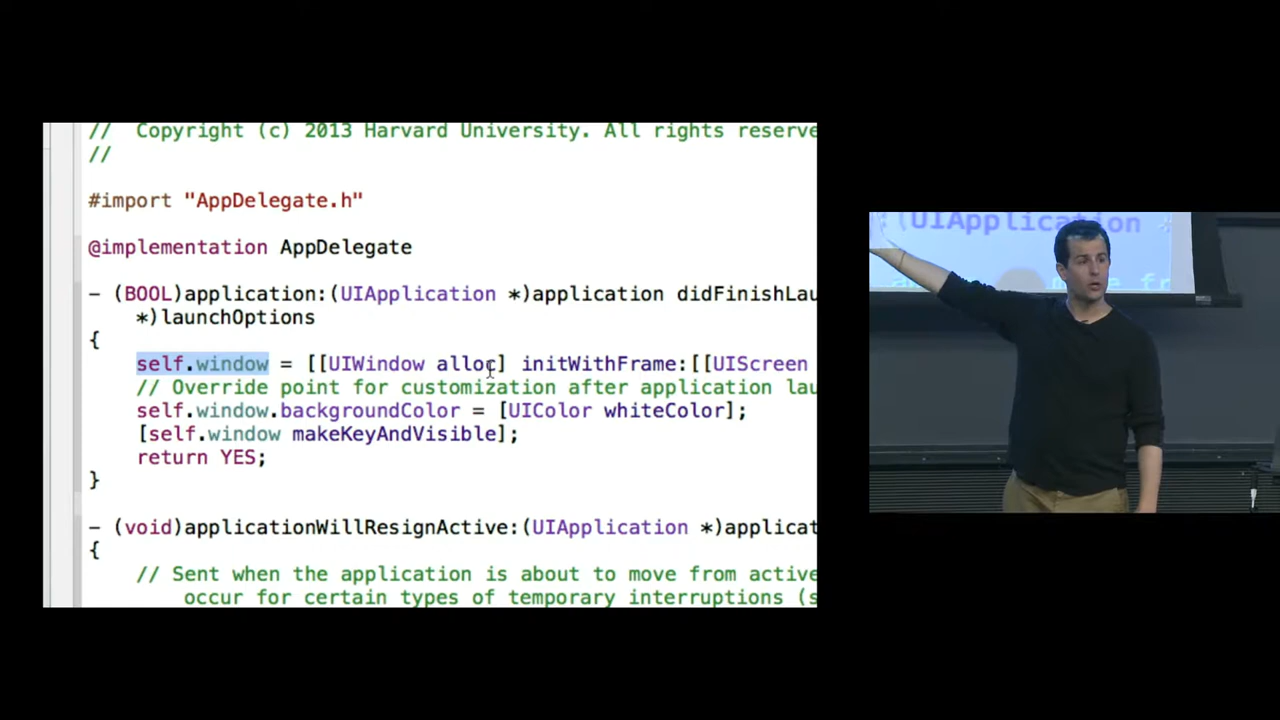 //  Copyright (c) 2013 Harvard University. All rights reserve
//
#import "AppDelegate.h"
@implementation AppDelegate
- (BOOL)application:(UIApplication *)application didFinishLau
*)launchOptions
{
self.window = [[UIWindow alloc] initWithFrame:[[UIScreen
// Override point for customization after application lau
self.window.backgroundColor = [UIColor whiteColor];
[self.window makeKeyAndVisible];
return YES;
}
- (void)applicationWillResignActive:(UIApplication *)applicat
{
// Sent when the application is about to move from active
occur for certain types of temporary interruptions (s
(UIApplication